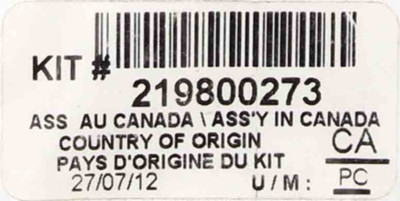 KIT #
219800273
ASS AU CANADA \ ASS'Y IN CANADA
COUNTRY OF ORIGIN CA
PAYS D'ORIGINE DU KIT
27/07/12 U/M: PC